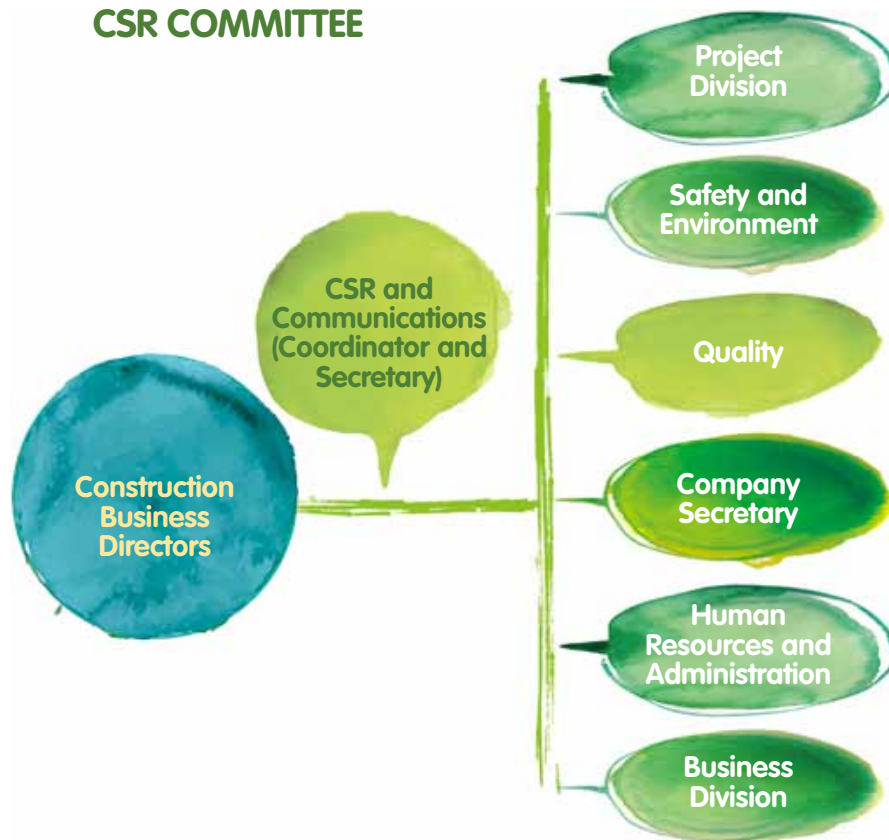 CSR COMMITTEE
Project
Division
Safety and
Environment
CSR and
Communications
(Coordinator and
Secretary)
Quality
Construction
Business
Directors
Company
Secretary
Human
Resources and
Administration
Business
Division